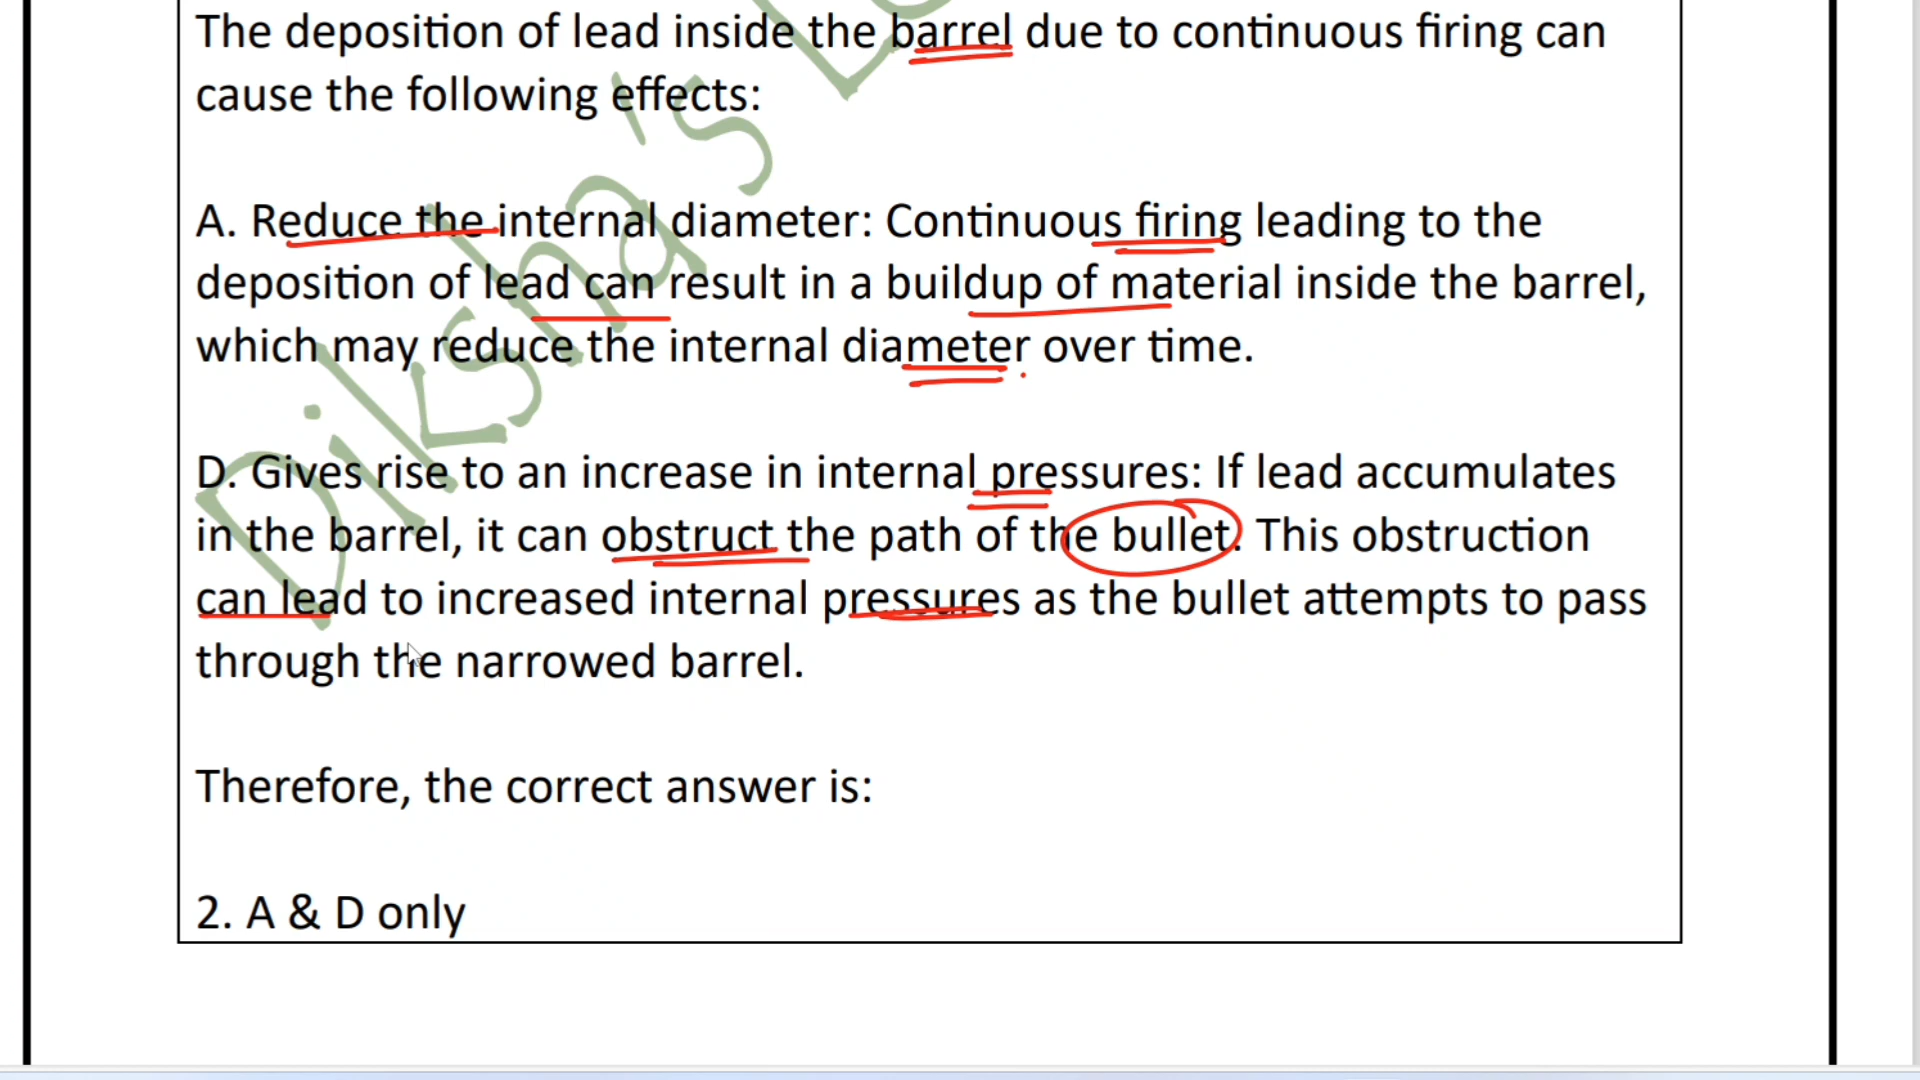 The deposition of lead inside the barrel due to continuous firing can
cause the following effects:
A. Reduce the internal diameter: Continuous firing leading to the
deposition of lead can result in a buildup of material inside the barrel,
which may reduce the internal diameter over time.
D. Gives rise to an increase in internal pressures: If lead accumulates
in the barrel, it can obstruct the path of the bullet. This obstruction
can lead to increased internal pressures as the bullet attempts to pass
through the narrowed barrel.
Therefore, the correct answer is:
2. A & D only
Diksha's